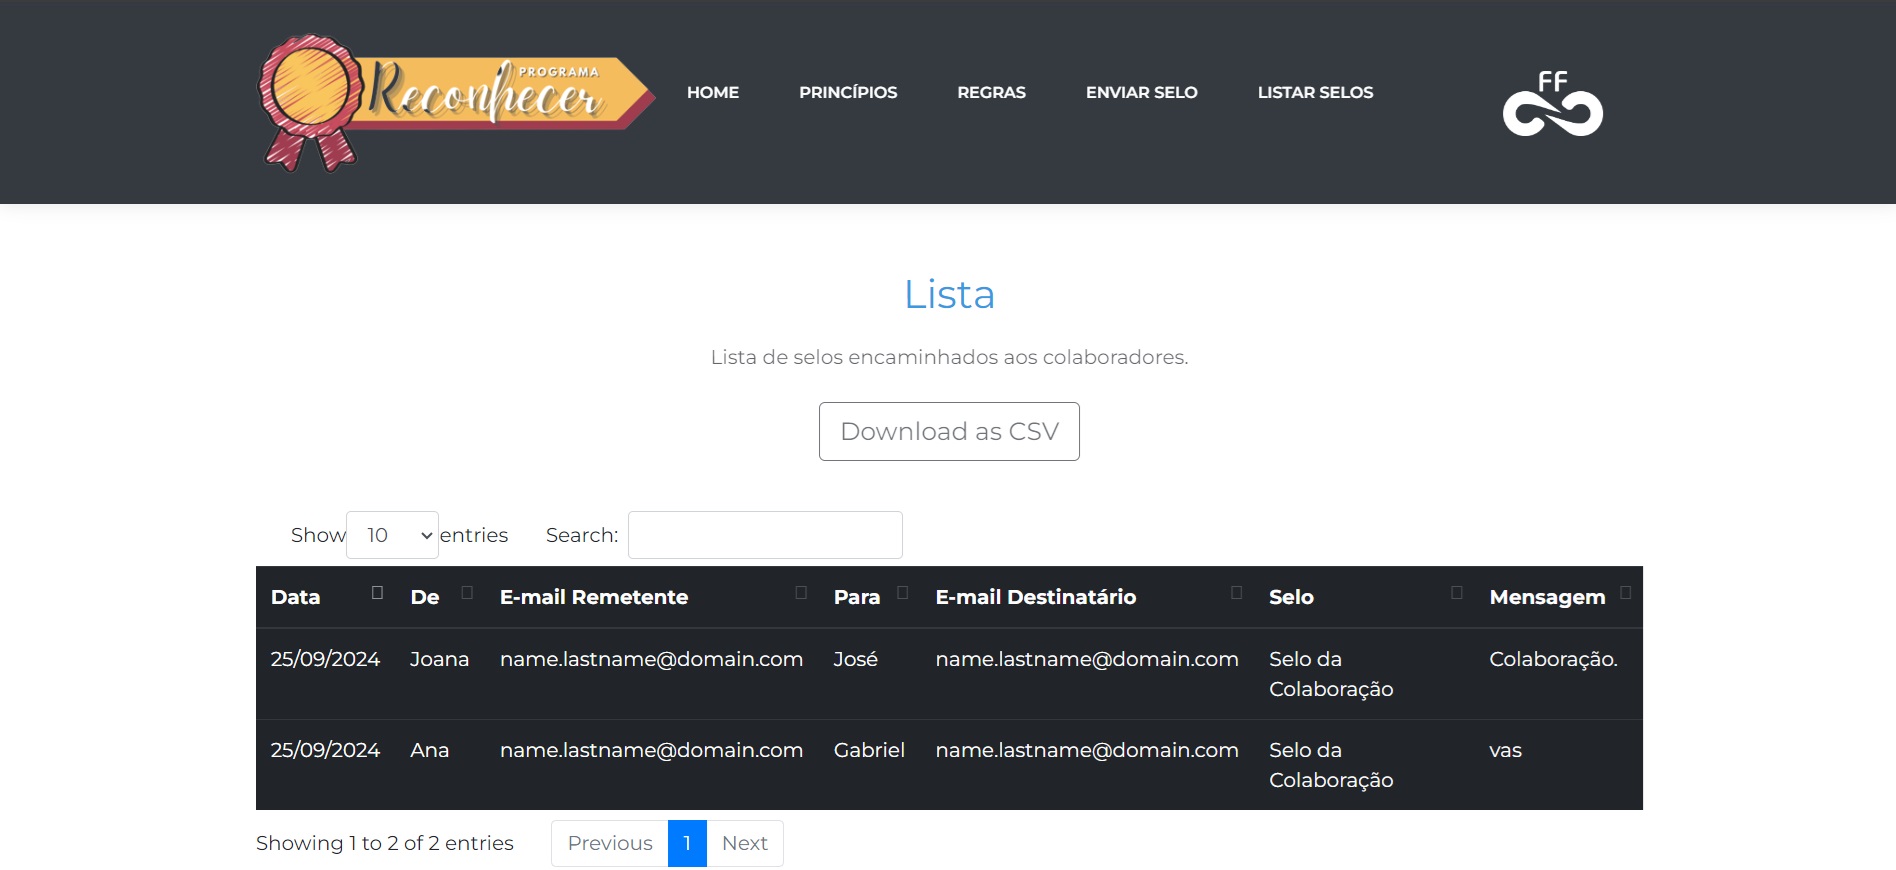 PROGRAMA
Reconhecer
HOME PRINCÍPIOS REGRAS ENVIAR SELO LISTAR SELOS
FF
Lista
Lista de selos encaminhados aos colaboradores.
Download as CSV
Show 10 entries Search:
Data De E-mail Remetente Para E-mail Destinatário Selo Mensagem
25/09/2024 Joana name.lastname@domain.com José name.lastname@domain.com Selo da Colaboração.
Colaboração
25/09/2024 Ana name.lastname@domain.com Gabriel name.lastname@domain.com Selo da vas
Colaboração
Showing 1 to 2 of 2 entries Previous 1 Next